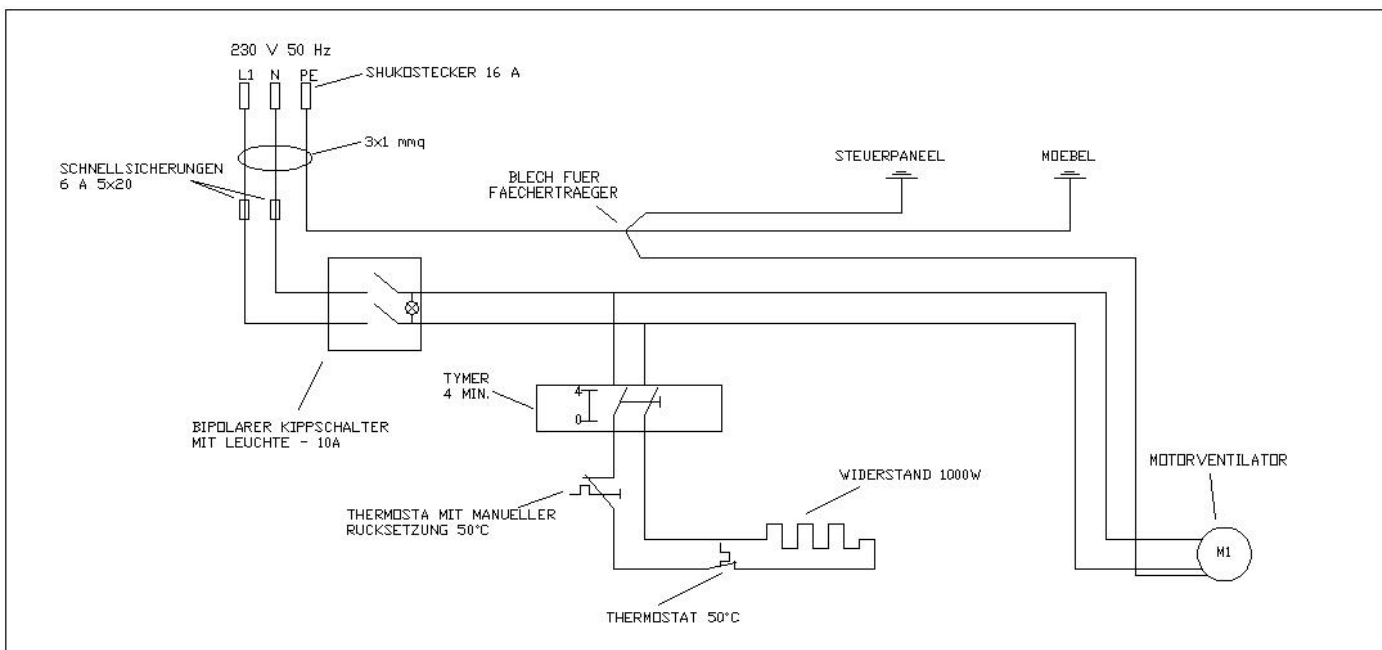 230 V 50 Hz
L1 N PE
SHUKOSTECKER 16 A
3x1 mmq
SCHNELLSICHERUNGEN
6 A 5x20
BLECH FUER
FAECHERTRAEGER
STEUERPANEEL
MOEBEL
TYMER
4 MIN.
4
0
BIPOLARER KIPPSCHALTER
MIT LEUCHTE - 10A
THERMOSTA MIT MANUELLER
RUCKSETZUNG 50°C
WIDERSTAND 1000W
MOTORVENTILATOR
M1
THERMOSTAT 50°C